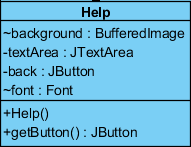 Help
~background : BufferedImage
-textArea : JTextArea
-back : JButton
~font : Font
+Help()
+getButton() : JButton